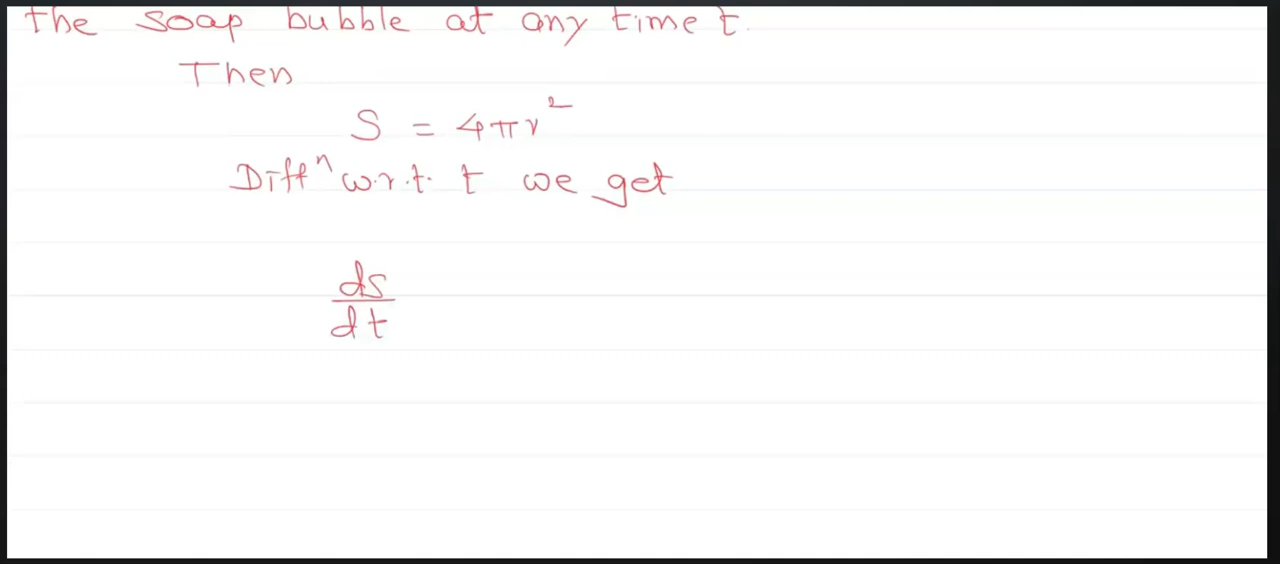 The soap bubble at any time t.
Then
S = 4πr²
Diffⁿ w.r.t. t we get
ds
dt